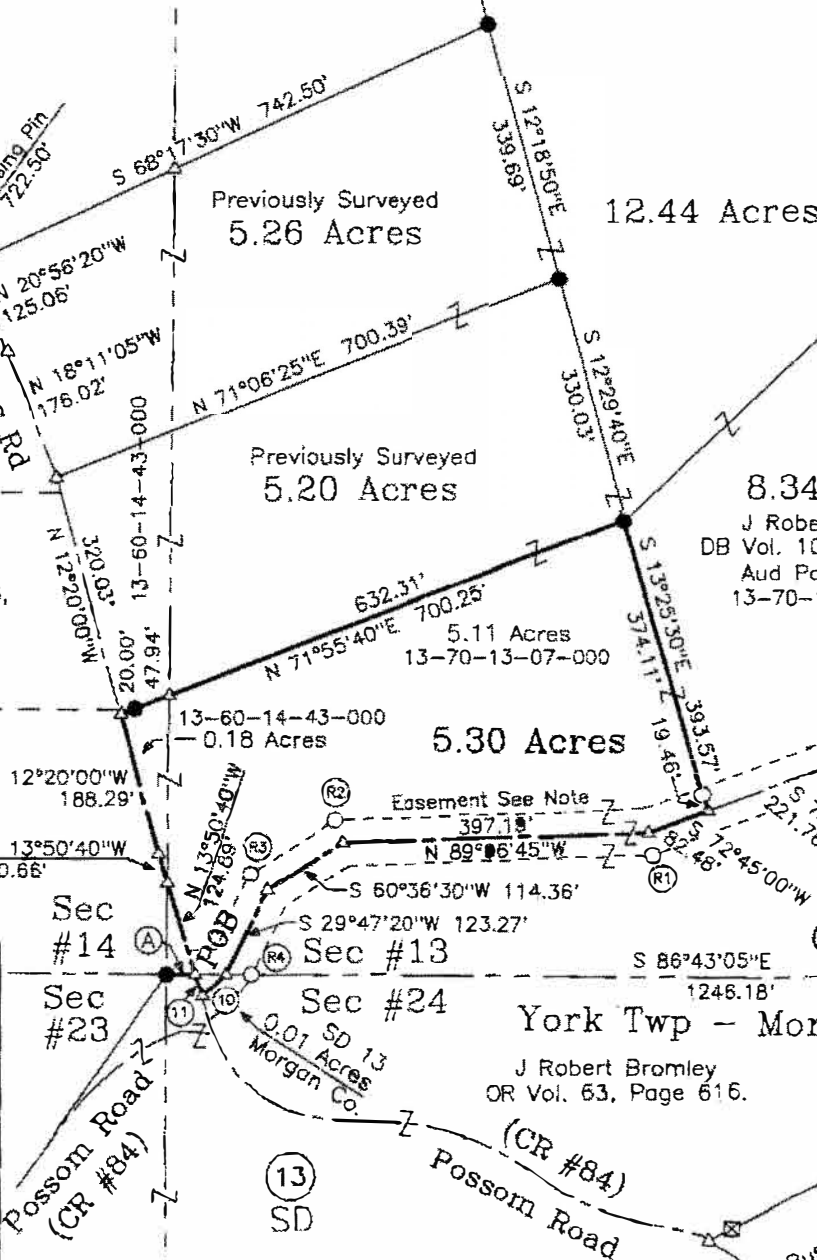 S 68°17'30"W 742.50'
ing Pin
722.50'
S 12°18'50"E
339.69'
Previously Surveyed
5.26 Acres
12.44 Acres
N 20°56'20"W
125.06'
N 18°11'05"W
176.02'
Rd
N 71°06'25"E 700.39'
S 12°29'40"E
330.03'
13-60-14-43-000
Previously Surveyed
5.20 Acres
8.34
J Robe
DB Vol. 10
Aud Pa
13-70-
320.03'
N 12°20'00"W
S 13°25'30"E
374.11'
393.57'
19.46'
632.31'
N 71°55'40"E 700.25'
20.00'
47.94'
5.11 Acres
13-70-13-07-000
13-60-14-43-000
0.18 Acres
5.30 Acres
12°20'00"W
188.29'
13°50'40"W
0.66'
N 13°50'40"W
124.89'
R2
R3
Easement See Note
397.15'
N 89°06'45"W
R1
82.48'
S 72°45'00"W
221.76
S 60°36'30"W 114.36'
S 29°47'20"W 123.27'
POB
Sec
#14
A
R4
Sec #13
S 86°43'05"E
1246.18'
Sec
#23
11
10
Sec #24
York Twp - Mor
SD 13
0.01 Acres
Morgan Co.
J Robert Bromley
OR Vol. 63, Page 616.
Possom Road
(CR #84)
(CR #84)
Possom Road
13
SD